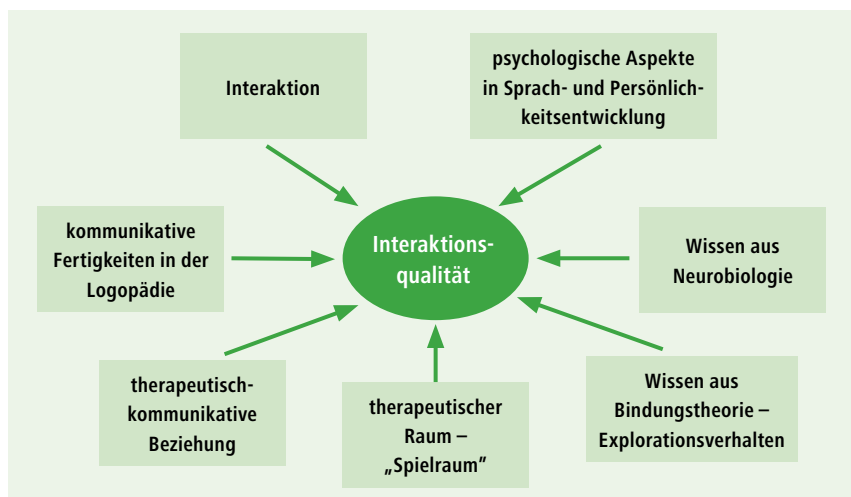 Interaktion
psychologische Aspekte
in Sprach- und Persönlich-
keitsentwicklung
kommunikative
Fertigkeiten in der
Logopädie
Interaktions-
qualität
Wissen aus
Neurobiologie
therapeutisch-
kommunikative
Beziehung
therapeutischer
Raum –
„Spielraum”
Wissen aus
Bindungstheorie –
Explorationsverhalten